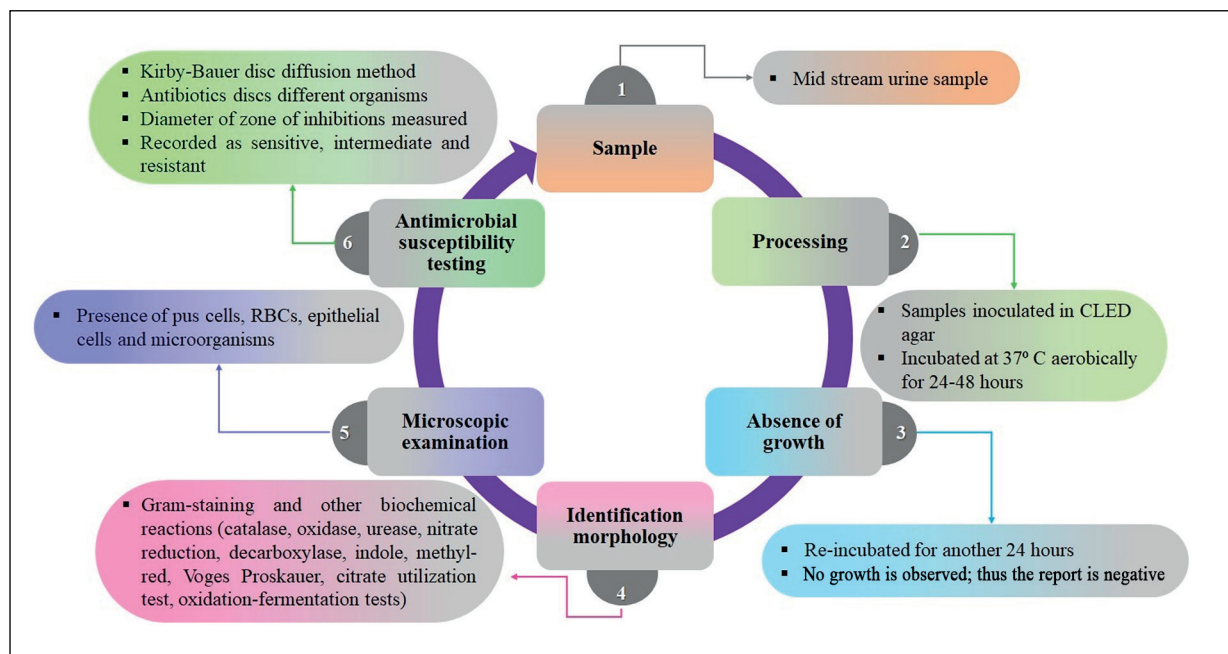 1
Sample
▪ Mid stream urine sample
2
Processing
▪ Samples inoculated in CLED
agar
▪ Incubated at 37⁰ C aerobically
for 24-48 hours
3
Absence of
growth
▪ Re-incubated for another 24 hours
▪ No growth is observed; thus the report is negative
4
Identification
morphology
▪ Gram-staining and other biochemical
reactions (catalase, oxidase, urease, nitrate
reduction, decarboxylase, indole, methyl-
red, Voges Proskauer, citrate utilization
test, oxidation-fermentation tests)
5
Microscopic
examination
▪ Presence of pus cells, RBCs, epithelial
cells and microorganisms
6
Antimicrobial
susceptibility
testing
▪ Kirby-Bauer disc diffusion method
▪ Antibiotics discs different organisms
▪ Diameter of zone of inhibitions measured
▪ Recorded as sensitive, intermediate and
resistant